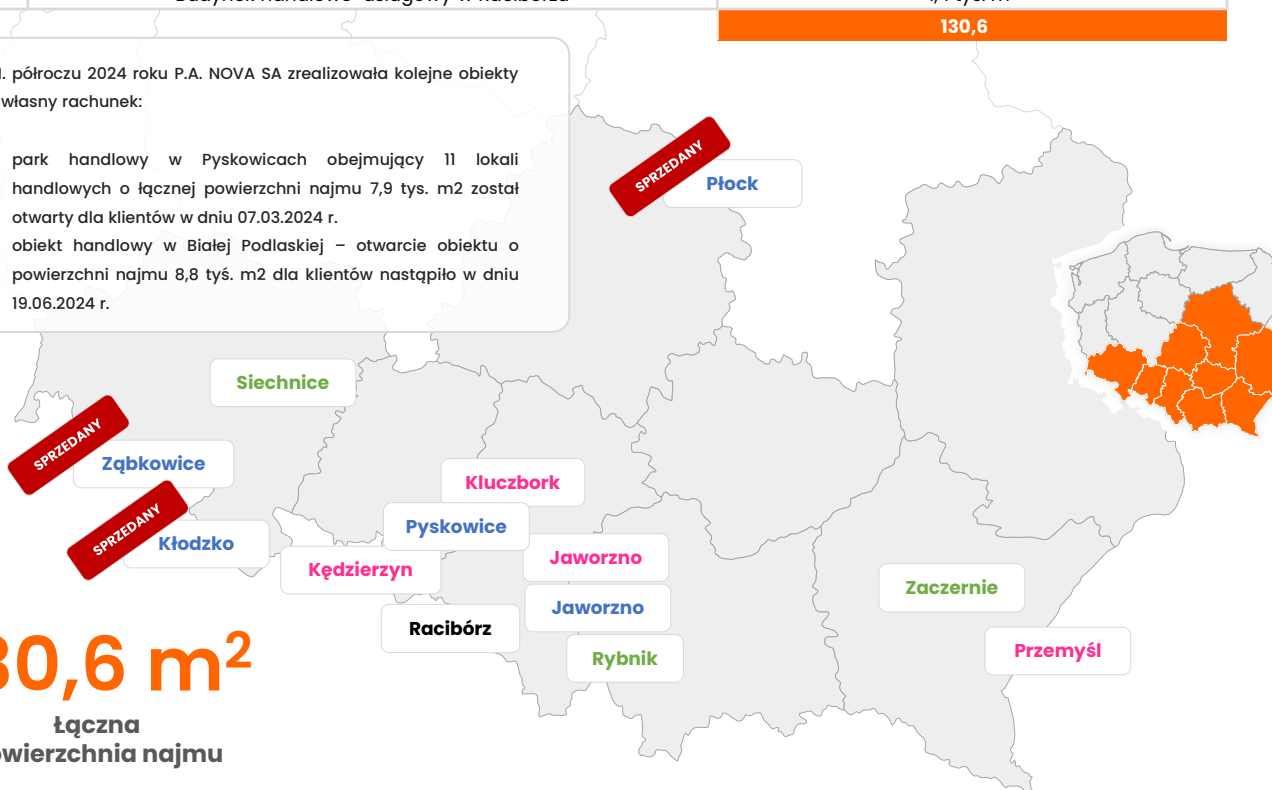 130,6
półroczu 2024 roku P.A. NOVA SA zrealizowała kolejne obiekty
własny rachunek:
park handlowy w Pyskowicach obejmujący 11 lokali
handlowych o łącznej powierzchni najmu 7,9 tys. m2 został
otwarty dla klientów w dniu 07.03.2024 r.
obiekt handlowy w Białej Podlaskiej – otwarcie obiektu o
powierzchni najmu 8,8 tyś. m2 dla klientów nastąpiło w dniu
19.06.2024 r.
SPRZEDANY
Płock
Siechnice
SPRZEDANY
Ząbkowice
Kluczbork
SPRZEDANY
Kłodzko
Pyskowice
Jaworzno
Kędzierzyn
Zaczernie
Jaworzno
Racibórz
Rybnik
Przemyśl
30,6 m²
Łączna
wierzchnia najmu